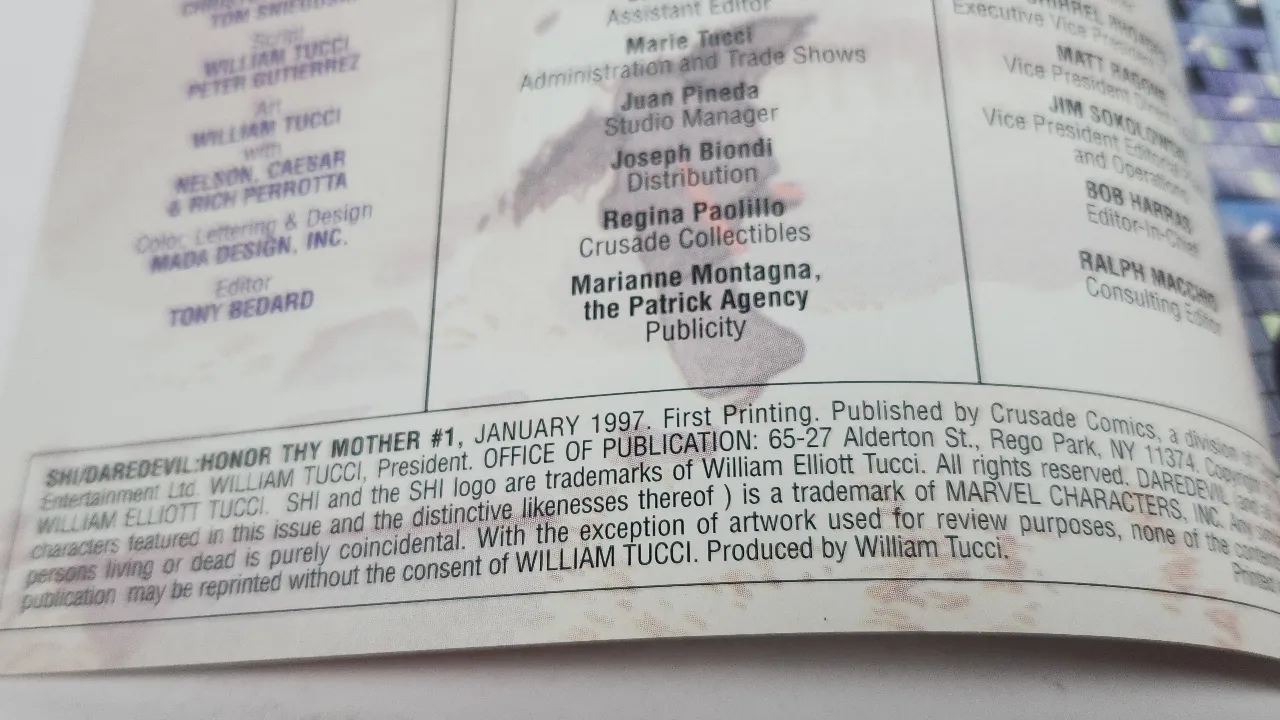 TOM
Script
WILLIAM TUCCI
PETER GUTIERREZ
Art
WILLIAM TUCCI
with
NELSON, CAESAR
& RICH PERROTTA
Color, Lettering & Design
MADA DESIGN, INC.
Editor
TONY BEDARD
Assistant Editor
Marie Tucci
Administration and Trade Shows
Juan Pineda
Studio Manager
Joseph Biondi
Distribution
Regina Paolillo
Crusade Collectibles
Marianne Montagna,
the Patrick Agency
Publicity
Executive Vice
MATT
Vice President
JIM
Vice President
and Operations
BOB HARRAS
Editor-in-Chief
RALPH MACCHIO
Consulting Editor
SHI/DAREDEVIL:HONOR THY MOTHER #1, JANUARY 1997. First Printing. Published by Crusade Comics, a division
Entertainment Ltd. WILLIAM TUCCI, President. OFFICE OF PUBLICATION: 65-27 Alderton St., Rego Park, NY 11374. Copyright
WILLIAM ELLIOTT TUCCI. SHI and the SHI logo are trademarks of William Elliott Tucci. All rights reserved. DAREDEVIL and
characters featured in this issue and the distinctive likenesses thereof ) is a trademark of MARVEL CHARACTERS, INC. Any
persons living or dead is purely coincidental. With the exception of artwork used for review purposes, none of the
publication may be reprinted without the consent of WILLIAM TUCCI. Produced by William Tucci.